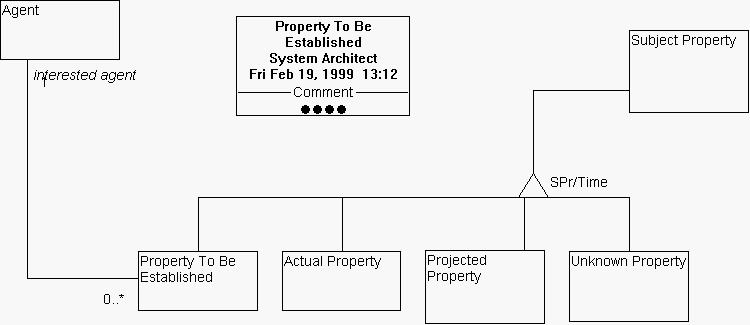 Agent
interested agent
Property To Be
Established
System Architect
Fri Feb 19, 1999  13:12
Comment
Subject Property
SPr/Time
Property To Be
Established
Actual Property
Projected
Property
Unknown Property
0..*